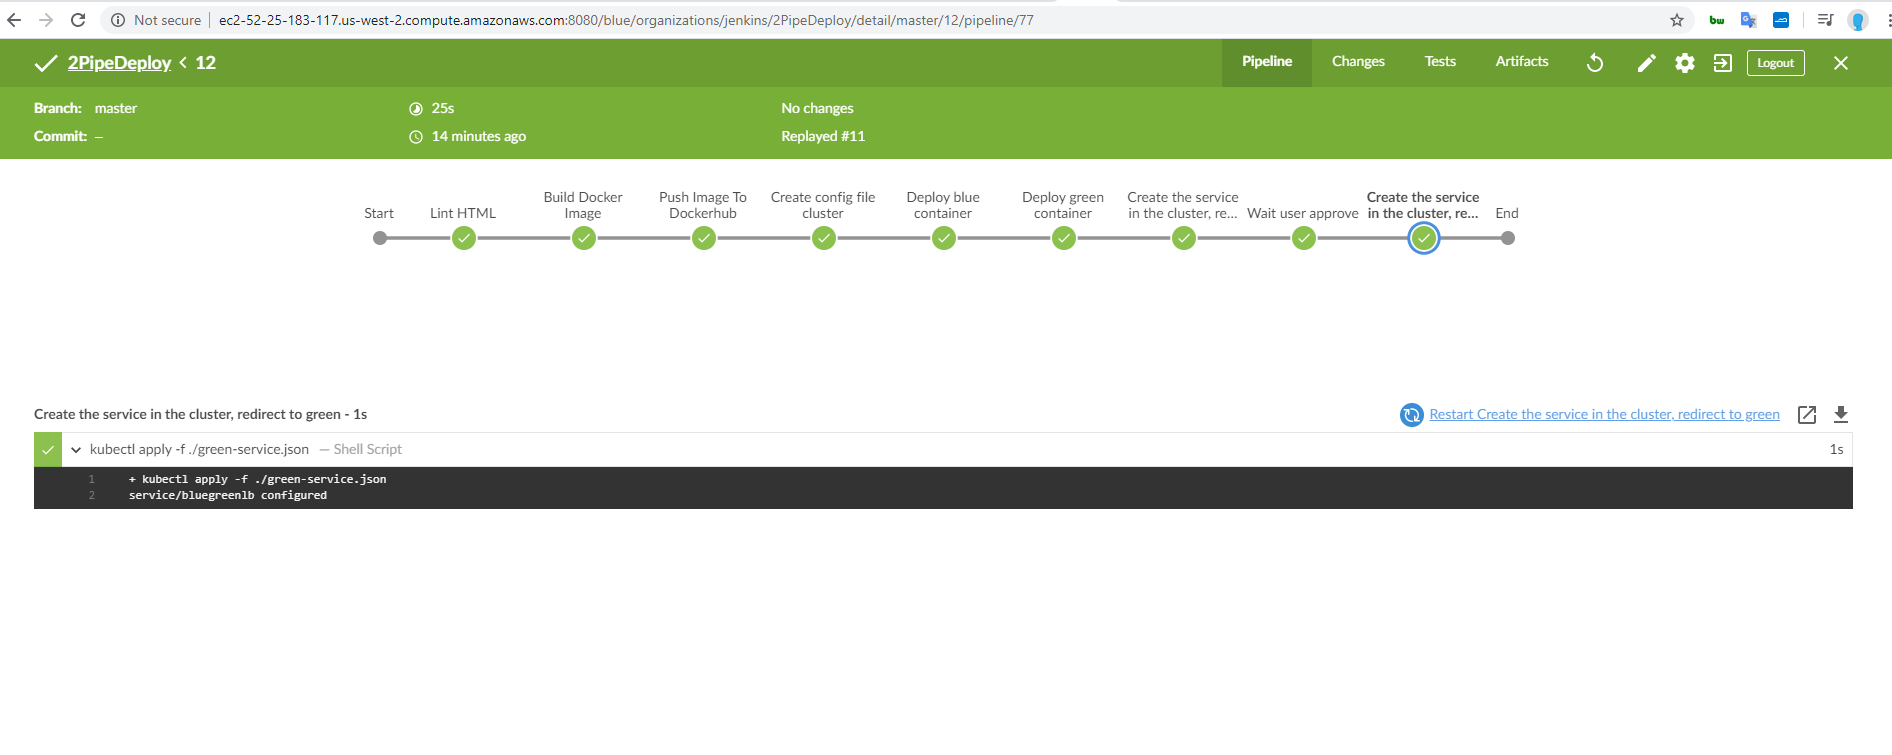 Not secure | ec2-52-25-183-117.us-west-2.compute.amazonaws.com:8080/blue/organizations/jenkins/2PipeDeploy/detail/master/12/pipeline/77
bw
2PipeDeploy < 12
Pipeline Changes Tests Artifacts Logout
Branch: master 25s No changes
Commit: – 14 minutes ago Replayed #11
Start
Lint HTML
Build Docker
Image
Push Image To
Dockerhub
Create config file
cluster
Deploy blue
container
Deploy green
container
Create the service
in the cluster, re...
Wait user approve
Create the service
in the cluster, re...
End
Create the service in the cluster, redirect to green - 1s
Restart Create the service in the cluster, redirect to green
kubectl apply -f ./green-service.json — Shell Script 1s
1 + kubectl apply -f ./green-service.json
2 service/bluegreenlb configured